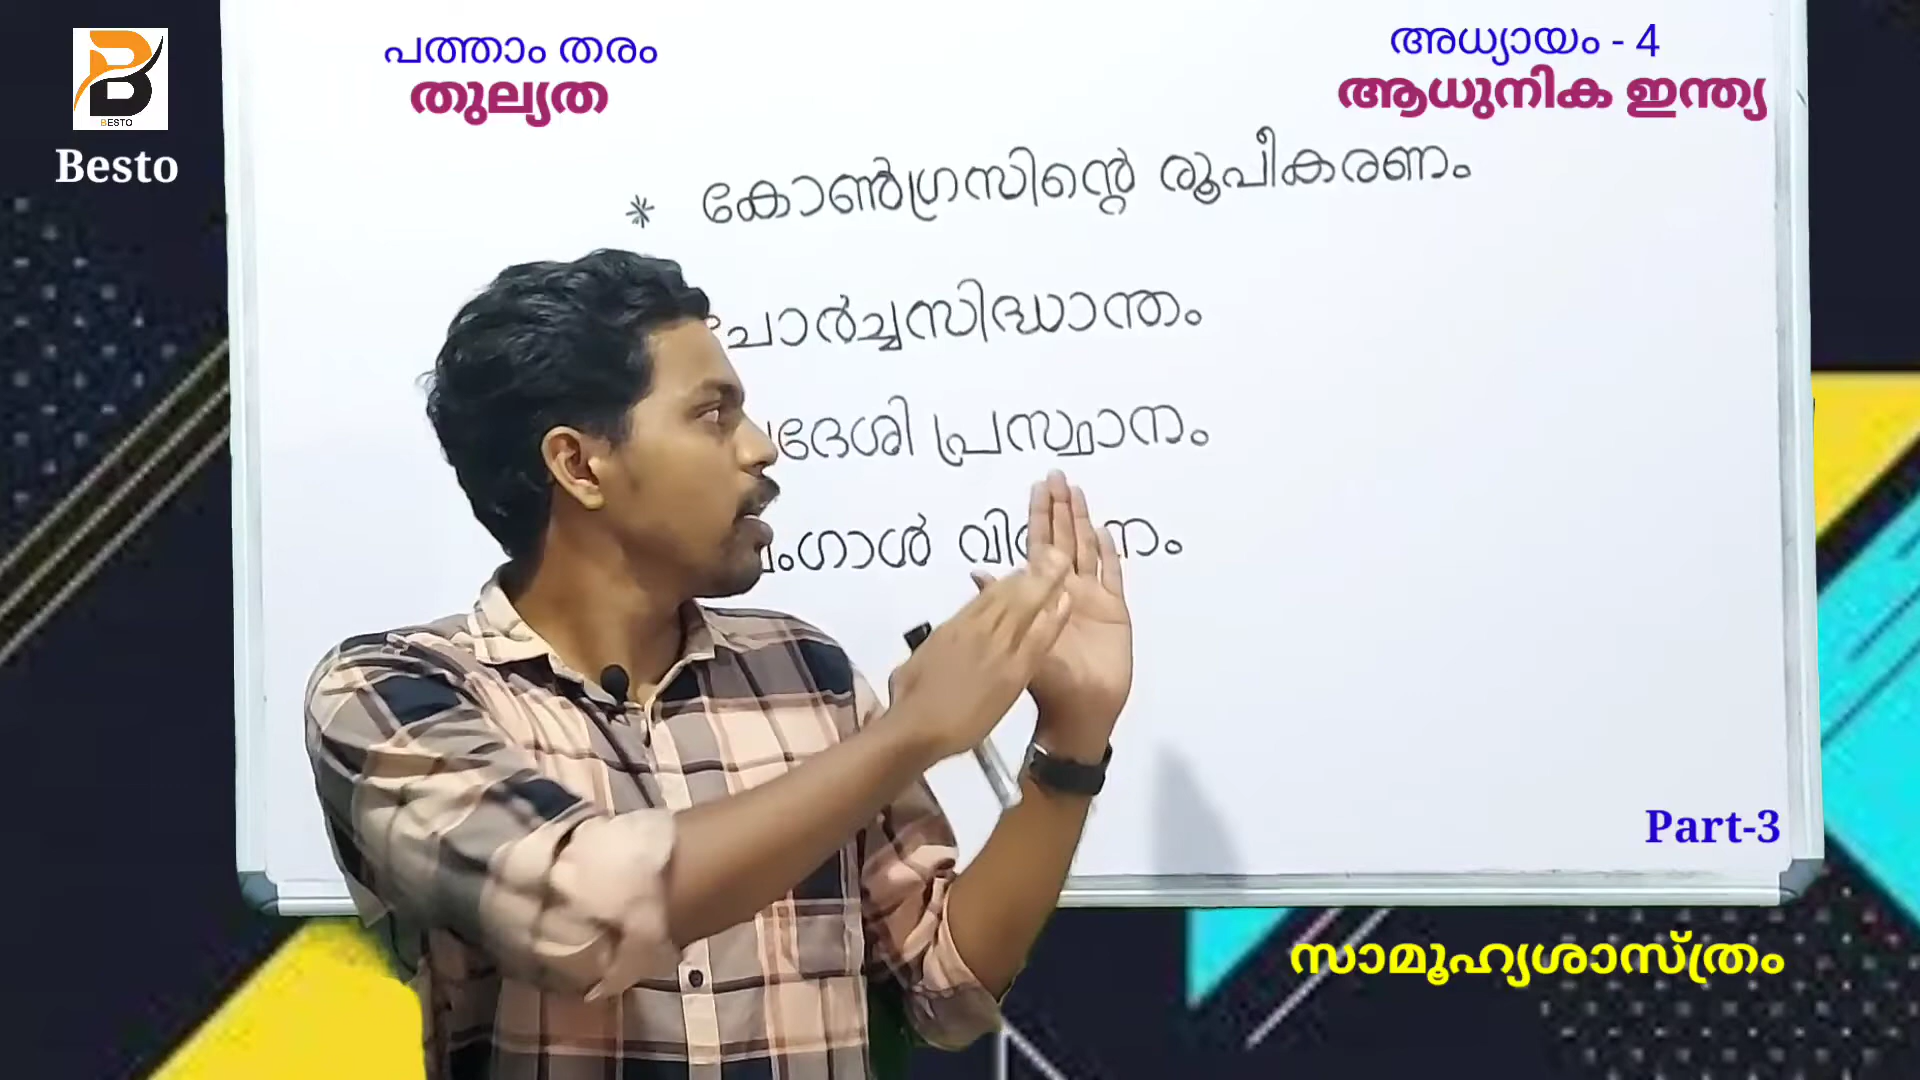 BESTO
Besto
പത്താം തരം
തുല്യത
അധ്യായം - 4
ആധുനിക ഇന്ത്യ
* കോൺഗ്രസിന്റെ രൂപീകരണം
ചോർച്ചസിദ്ധാന്തം
പ്രസ്ഥാനം
Part-3
സാമൂഹ്യശാസ്ത്രം